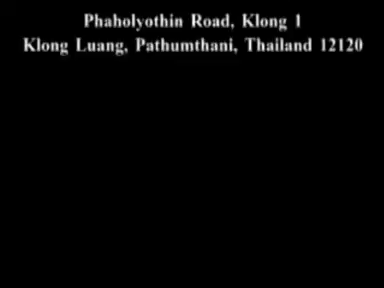 Phaholyothin Road, Klong 1
Klong Luang, Pathumthani, Thailand 12120